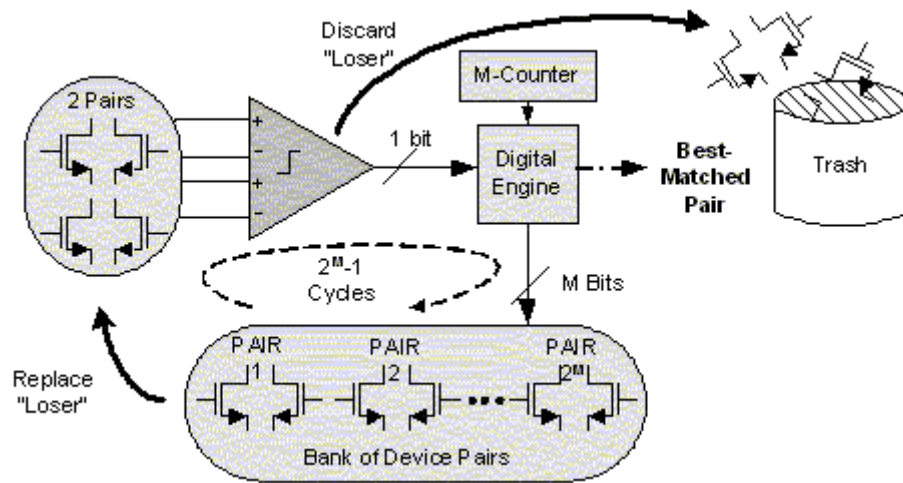 Discard
"Loser"
M-Counter
2 Pairs
+
−
+
−
1 bit
Digital
Engine
Best-
Matched
Pair
Trash
2ᴹ-1
Cycles
M Bits
Replace
"Loser"
PAIR
1
PAIR
2
PAIR
2ᴹ
Bank of Device Pairs